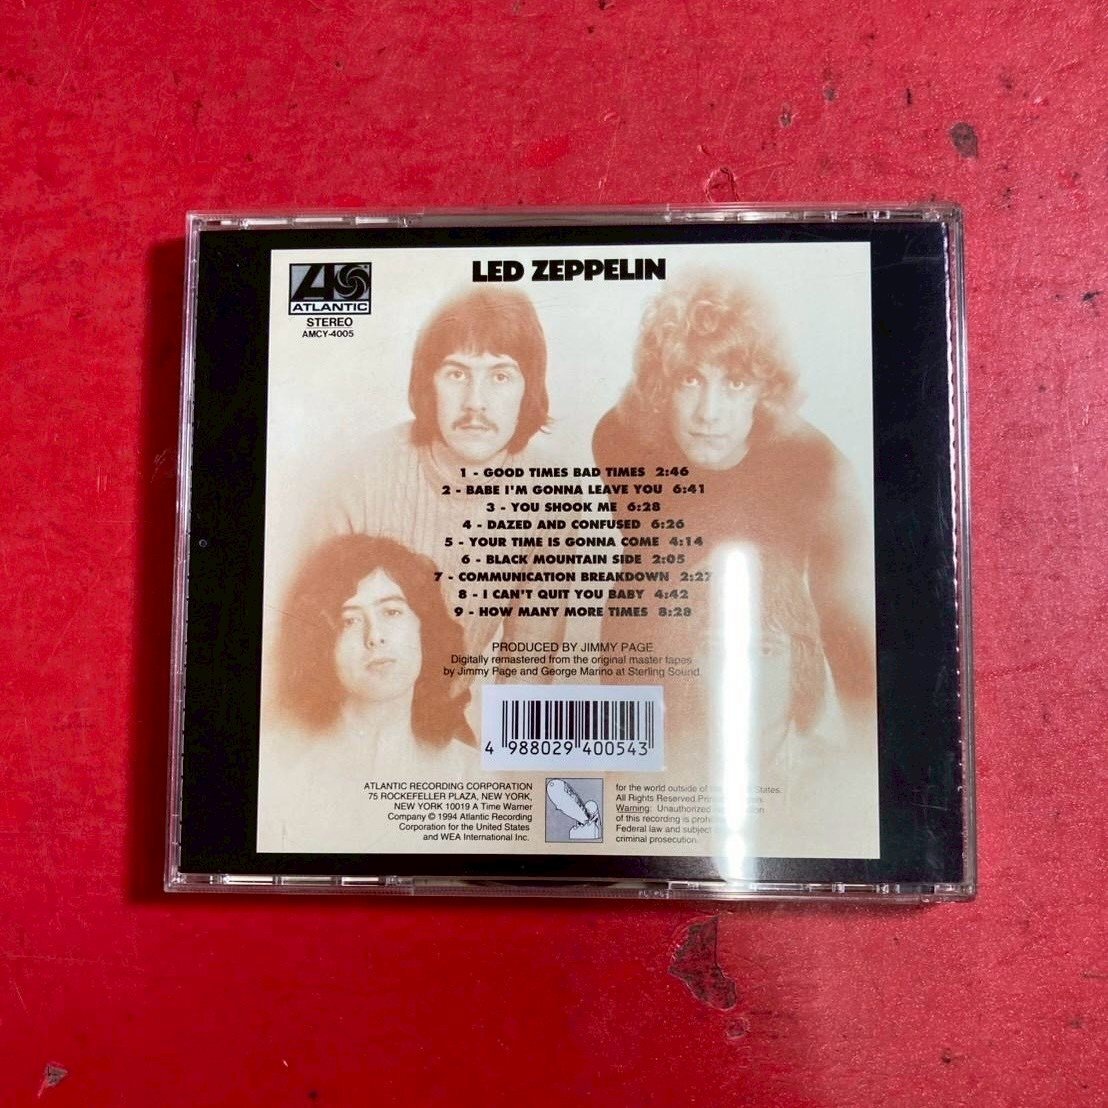 LED ZEPPELIN
ATLANTIC
STEREO
AMCY-4005
1 - GOOD TIMES BAD TIMES 2:46
2 - BABE I'M GONNA LEAVE YOU 6:41
3 - YOU SHOOK ME 6:28
4 - DAZED AND CONFUSED 6:26
5 - YOUR TIME IS GONNA COME 4:14
6 - BLACK MOUNTAIN SIDE 2:05
7 - COMMUNICATION BREAKDOWN 2:27
8 - I CAN'T QUIT YOU BABY 4:42
9 - HOW MANY MORE TIMES 8:28
PRODUCED BY JIMMY PAGE
Digitally remastered from the original master tapes
by Jimmy Page and George Marino at Sterling Sound.
4 988029 400543
ATLANTIC RECORDING CORPORATION
75 ROCKEFELLER PLAZA, NEW YORK,
NEW YORK 10019 A Time Warner
Company © 1994 Atlantic Recording
Corporation for the United States
and WEA International Inc.
for the world outside of States.
All Rights Reserved
Warning: Unauthorized
of this recording is
Federal law and subject
criminal prosecution.